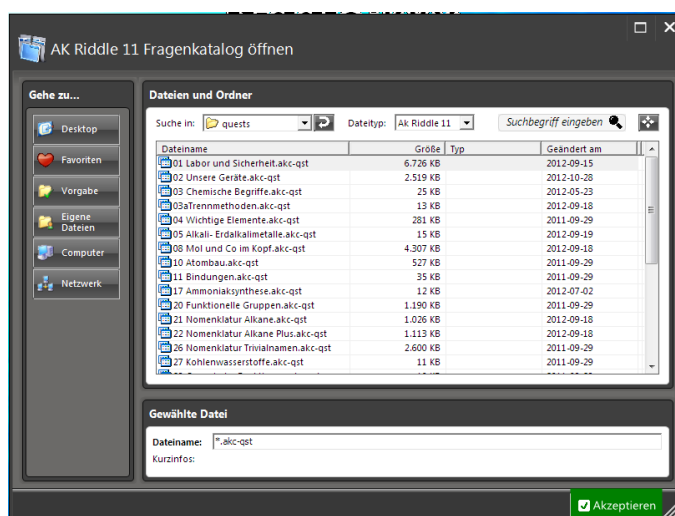 AK Riddle 11 Fragenkatalog öffnen
Gehe zu...
Desktop
Favoriten
Vorgabe
Eigene
Dateien
Computer
Netzwerk
Dateien und Ordner
Suche in: quests Dateityp: Ak Riddle 11 Suchbegriff eingeben
Dateiname Größe Typ Geändert am
01 Labor und Sicherheit.akc-qst 6.726 KB 2012-09-15
02 Unsere Geräte.akc-qst 2.519 KB 2012-10-28
03 Chemische Begriffe.akc-qst 25 KB 2012-05-23
03aTrennmethoden.akc-qst 13 KB 2012-09-18
04 Wichtige Elemente.akc-qst 281 KB 2011-09-29
05 Alkali- Erdalkalimetalle.akc-qst 15 KB 2012-09-19
08 Mol und Co im Kopf.akc-qst 4.307 KB 2012-09-18
10 Atombau.akc-qst 527 KB 2011-09-29
11 Bindungen.akc-qst 35 KB 2011-09-29
17 Ammoniaksynthese.akc-qst 12 KB 2012-07-02
20 Funktionelle Gruppen.akc-qst 1.190 KB 2011-09-29
21 Nomenklatur Alkane.akc-qst 1.026 KB 2012-09-18
22 Nomenklatur Alkane Plus.akc-qst 1.113 KB 2012-09-18
26 Nomenklatur Trivialnamen.akc-qst 2.600 KB 2011-09-29
27 Kohlenwasserstoffe.akc-qst 11 KB 2011-09-29
Gewählte Datei
Dateiname: *.akc-qst
Kurzinfos:
Akzeptieren